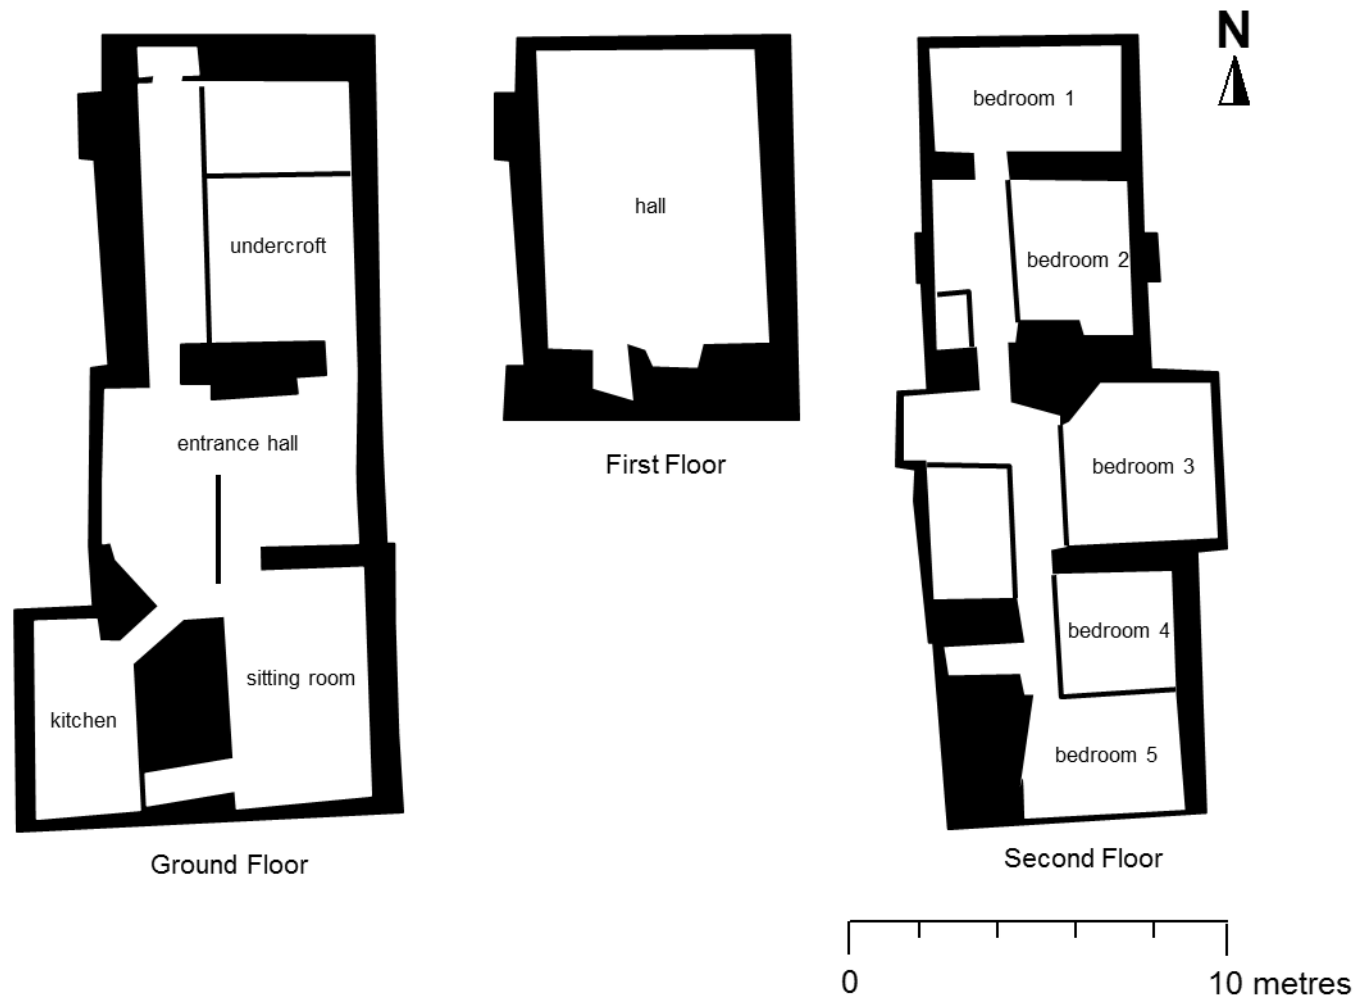 N
bedroom 1
hall
undercroft
bedroom 2
entrance hall
First Floor
bedroom 3
bedroom 4
sitting room
kitchen
bedroom 5
Ground Floor
Second Floor
0
10 metres